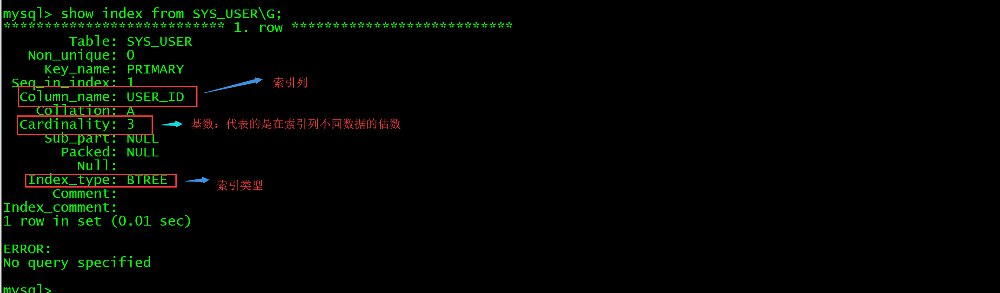 mysql> show index from SYS_USER\G;
*************************** 1. row ***************************
Table: SYS_USER
Non_unique: 0
Key_name: PRIMARY
Seq_in_index: 1
索引列
Column_name: USER_ID
Collation: A
Cardinality: 3
基数：代表的是在索引列不同数据的估数
Sub_part: NULL
Packed: NULL
Null:
Index_type: BTREE
索引类型
Comment:
Index_comment:
1 row in set (0.01 sec)
ERROR:
No query specified
mysql>